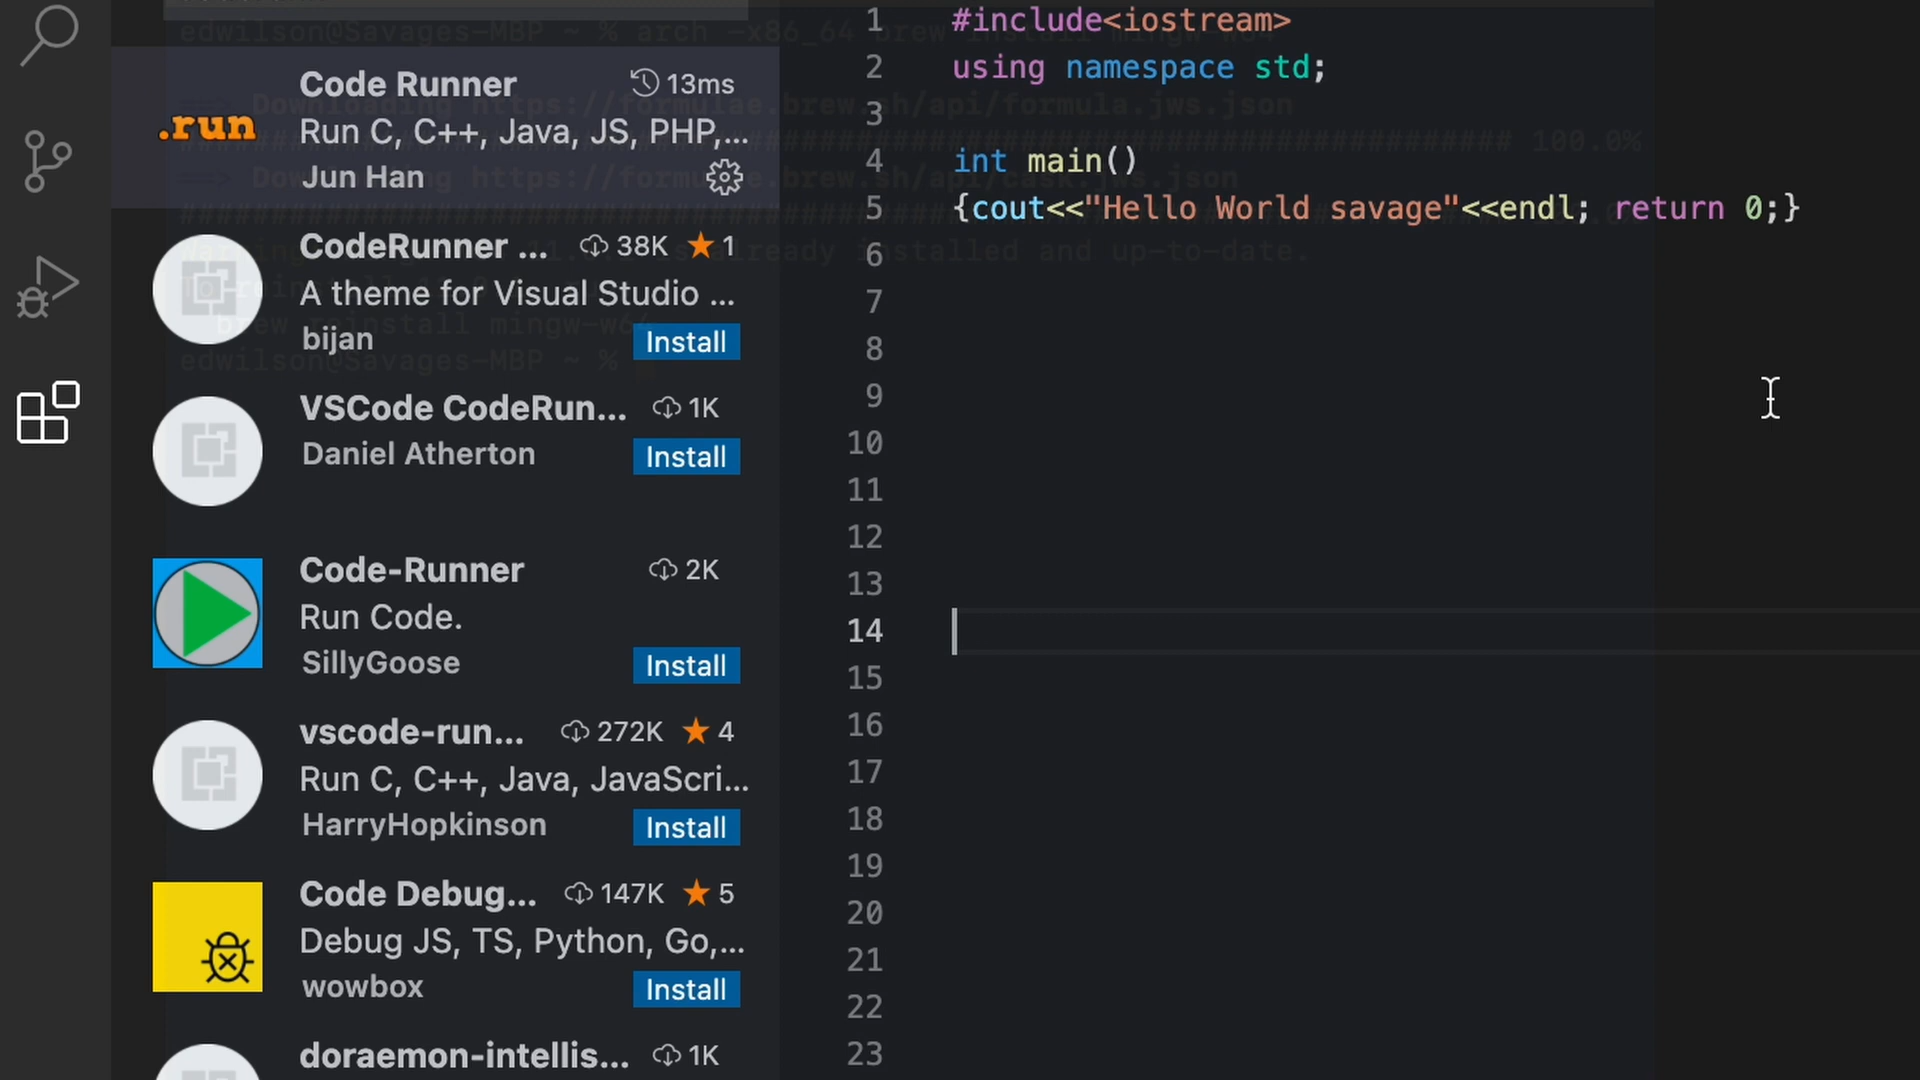 edwilson@Savages-MBP ~ % arch -x86_64 brew install mingw-w64
Downloading https://formulae.brew.sh/api/formula.jws.json
100.0%
Downloading https://formulae.brew.sh/api/cask.jws.json
already installed and up-to-date.
brew reinstall mingw-w64
edwilson@Savages-MBP ~ %
Code Runner 13ms
.run
Run C, C++, Java, JS, PHP,...
Jun Han
CodeRunner ... 38K ★ 1
A theme for Visual Studio ...
bijan Install
VSCode CodeRun... 1K
Daniel Atherton Install
Code-Runner 2K
Run Code.
SillyGoose Install
vscode-run... 272K ★ 4
Run C, C++, Java, JavaScri...
HarryHopkinson Install
Code Debug... 147K ★ 5
Debug JS, TS, Python, Go,...
wowbox Install
doraemon-intellis... 1K
1 #include<iostream>
2 using namespace std;
3
4 int main()
5 {cout<<"Hello World savage"<<endl; return 0;}
6
7
8
9
10
11
12
13
14
15
16
17
18
19
20
21
22
23